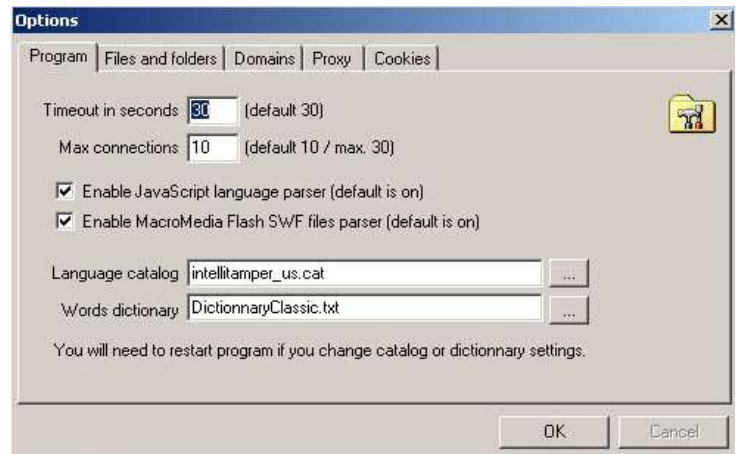 Options
Program Files and folders Domains Proxy Cookies
Timeout in seconds 30 (default 30)
Max connections 10 (default 10 / max. 30)
Enable JavaScript language parser (default is on)
Enable MacroMedia Flash SWF files parser (default is on)
Language catalog intellitamper_us.cat ...
Words dictionary DictionnaryClassic.txt ...
You will need to restart program if you change catalog or dictionnary settings.
OK Cancel